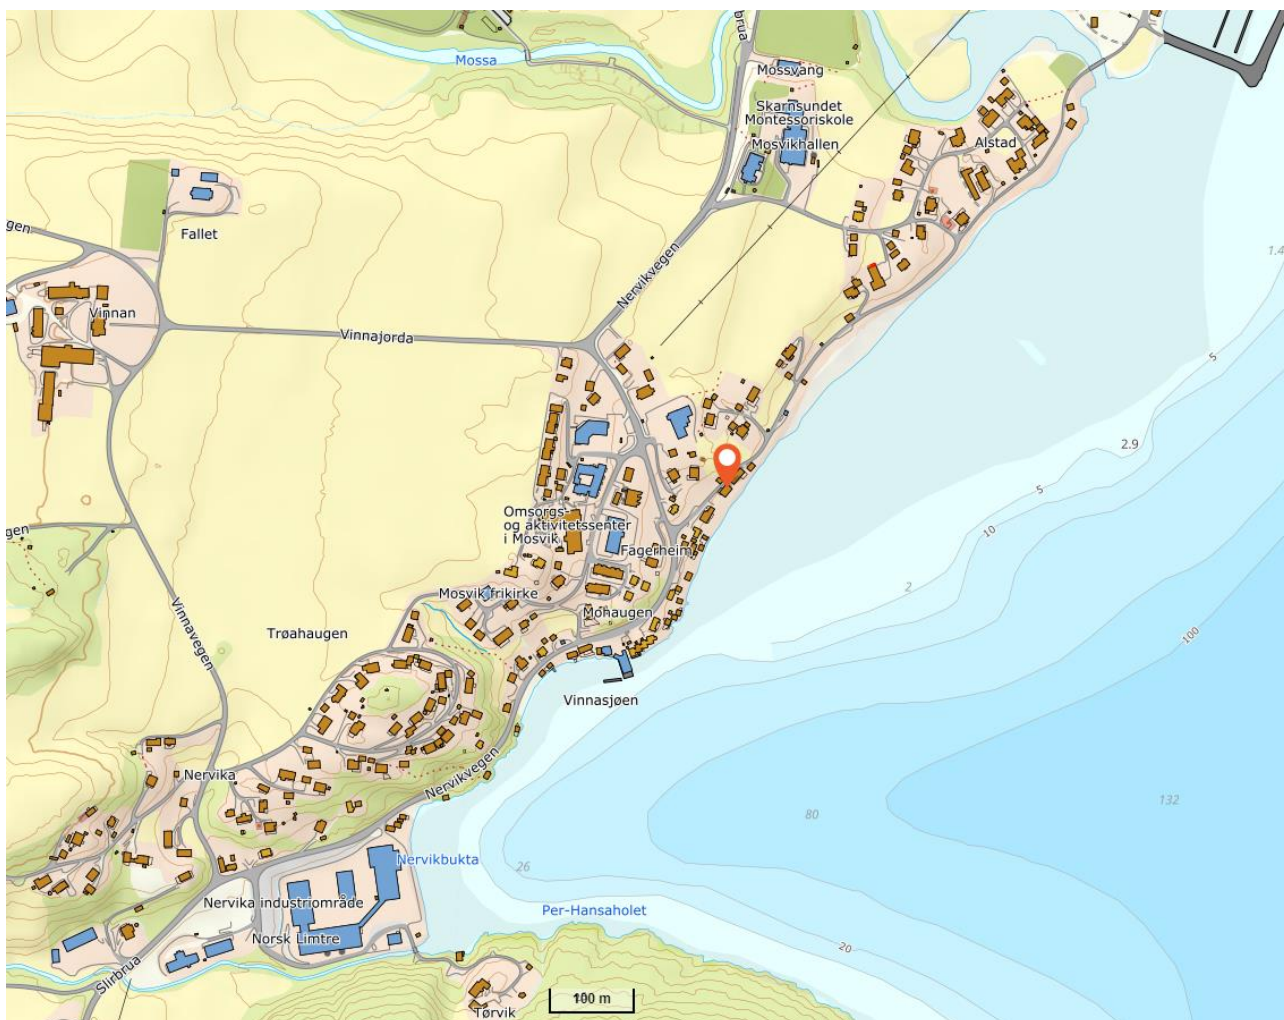 brua
Mossa
Mossvang
Skarnsundet
Montessoriskole
Mosvikhallen
Alstad
gen
Fallet
Nervikvegen
1.4
Vinnan
Vinnajorda
5
2.9
5
10
Omsorgs-
og aktivitetssenter
i Mosvik
Fagerheim
gen
2
Mosvik frikirke
Mohaugen
Trøahaugen
100
Vinnavegen
Vinnasjøen
Nervika
Nervikvegen
132
80
Nervikbukta
26
Nervika industriområde
Per-Hansaholet
Norsk Limtre
20
Slirbrua
100 m
Tørvik